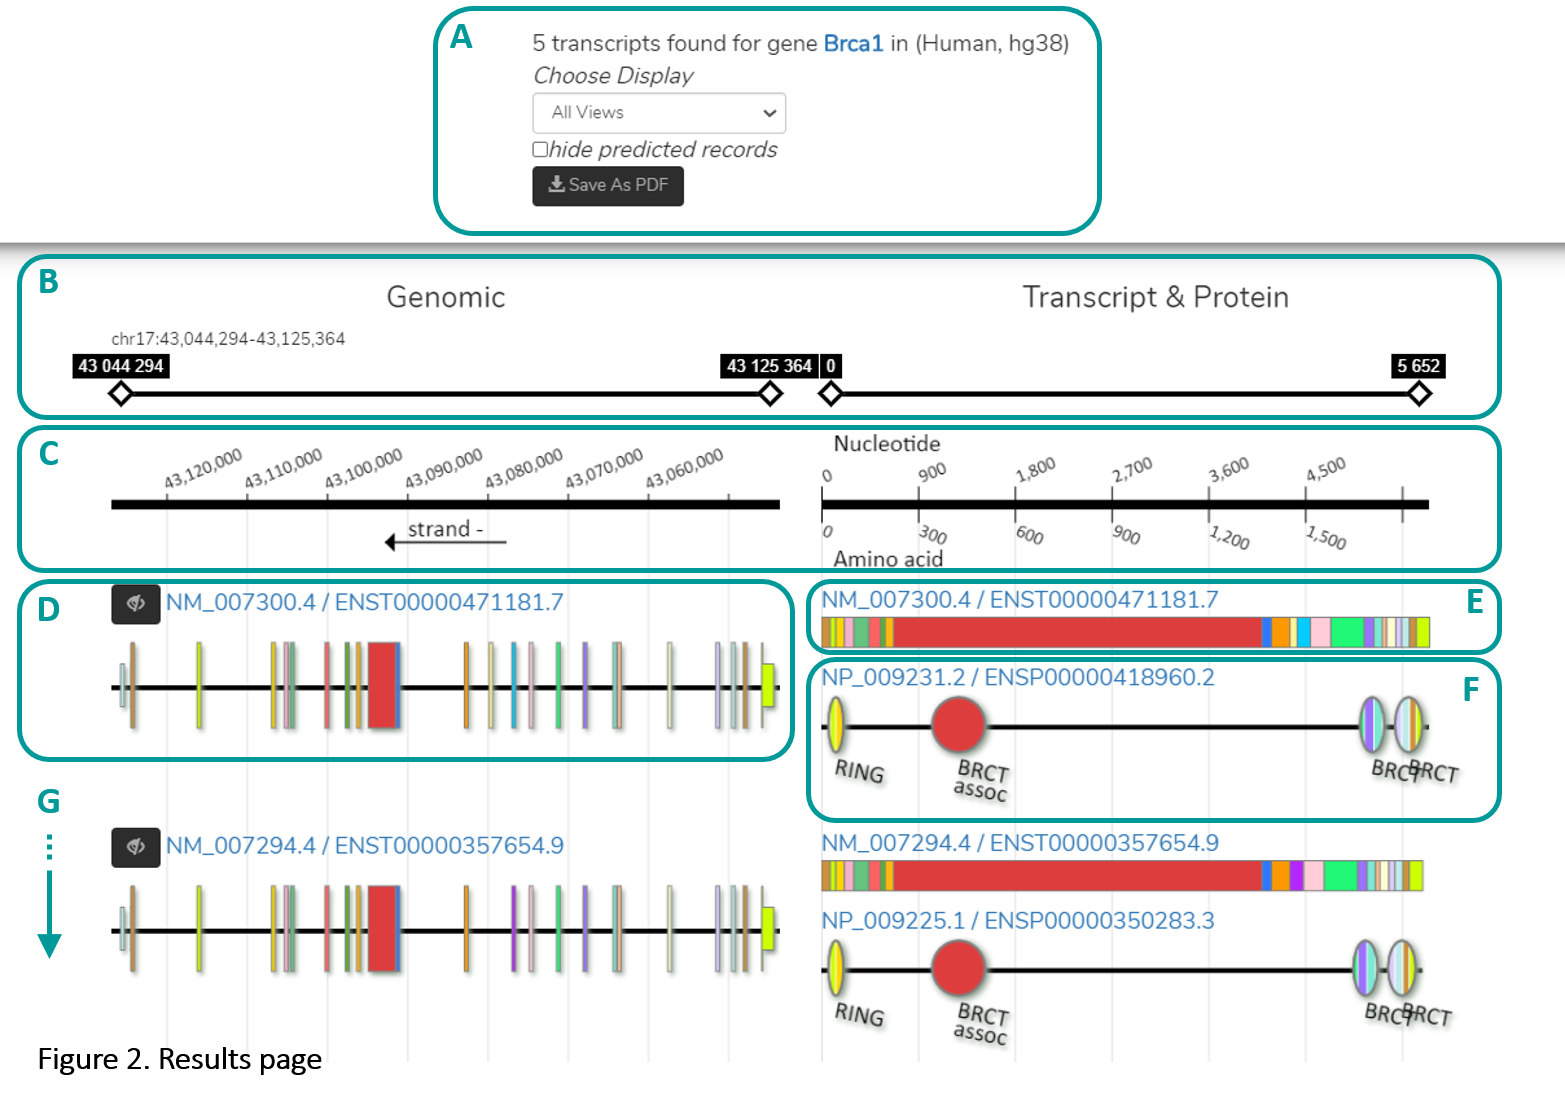 A
5 transcripts found for gene Brca1 in (Human, hg38)
Choose Display
All Views
hide predicted records
Save As PDF
B
Genomic
Transcript & Protein
chr17:43,044,294-43,125,364
43 044 294
43 125 364
0
5 652
C
43,120,000
43,110,000
43,100,000
43,090,000
43,080,000
43,070,000
43,060,000
strand -
Nucleotide
0
900
1,800
2,700
3,600
4,500
0
300
600
900
1,200
1,500
Amino acid
D
NM_007300.4 / ENST00000471181.7
NM_007300.4 / ENST00000471181.7
E
NP_009231.2 / ENSP00000418960.2
F
RING
BRCT
assoc
BRCT
BRCT
G
NM_007294.4 / ENST00000357654.9
NM_007294.4 / ENST00000357654.9
NP_009225.1 / ENSP00000350283.3
RING
BRCT
assoc
BRCT
BRCT
Figure 2. Results page